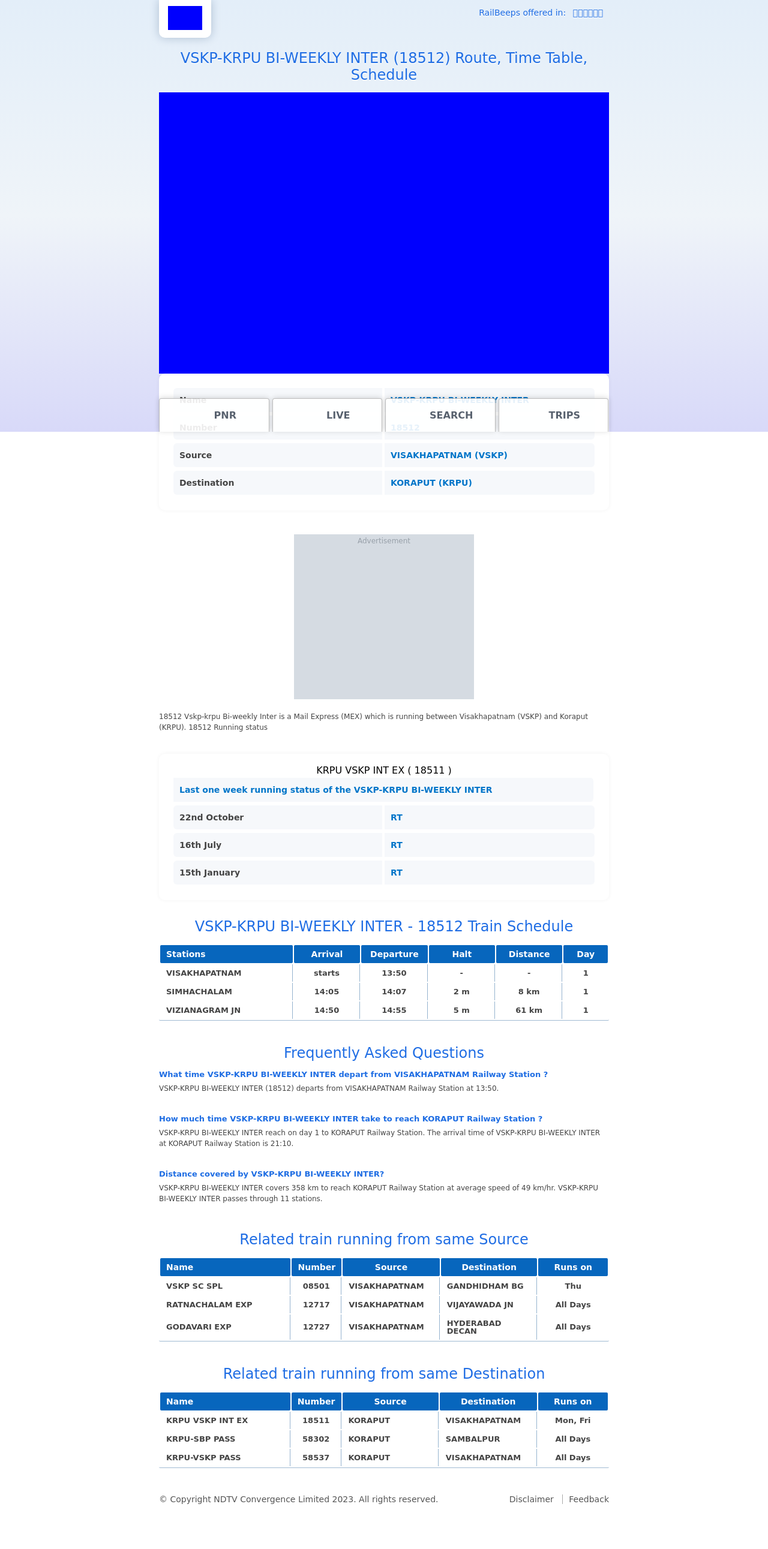 RailBeeps offered in:
VSKP-KRPU BI-WEEKLY INTER (18512) Route, Time Table,
Schedule
Name VSKP-KRPU BI-WEEKLY INTER
PNR LIVE SEARCH TRIPS
Number 18512
Source VISAKHAPATNAM (VSKP)
Destination KORAPUT (KRPU)
Advertisement
18512 Vskp-krpu Bi-weekly Inter is a Mail Express (MEX) which is running between Visakhapatnam (VSKP) and Koraput
(KRPU). 18512 Running status
KRPU VSKP INT EX ( 18511 )
Last one week running status of the VSKP-KRPU BI-WEEKLY INTER
22nd October RT
16th July RT
15th January RT
VSKP-KRPU BI-WEEKLY INTER - 18512 Train Schedule
Stations Arrival Departure Halt Distance Day
VISAKHAPATNAM starts 13:50 - - 1
SIMHACHALAM 14:05 14:07 2 m 8 km 1
VIZIANAGRAM JN 14:50 14:55 5 m 61 km 1
Frequently Asked Questions
What time VSKP-KRPU BI-WEEKLY INTER depart from VISAKHAPATNAM Railway Station ?
VSKP-KRPU BI-WEEKLY INTER (18512) departs from VISAKHAPATNAM Railway Station at 13:50.
How much time VSKP-KRPU BI-WEEKLY INTER take to reach KORAPUT Railway Station ?
VSKP-KRPU BI-WEEKLY INTER reach on day 1 to KORAPUT Railway Station. The arrival time of VSKP-KRPU BI-WEEKLY INTER
at KORAPUT Railway Station is 21:10.
Distance covered by VSKP-KRPU BI-WEEKLY INTER?
VSKP-KRPU BI-WEEKLY INTER covers 358 km to reach KORAPUT Railway Station at average speed of 49 km/hr. VSKP-KRPU
BI-WEEKLY INTER passes through 11 stations.
Related train running from same Source
Name Number Source Destination Runs on
VSKP SC SPL 08501 VISAKHAPATNAM GANDHIDHAM BG Thu
RATNACHALAM EXP 12717 VISAKHAPATNAM VIJAYAWADA JN All Days
GODAVARI EXP 12727 VISAKHAPATNAM HYDERABAD DECAN All Days
Related train running from same Destination
Name Number Source Destination Runs on
KRPU VSKP INT EX 18511 KORAPUT VISAKHAPATNAM Mon, Fri
KRPU-SBP PASS 58302 KORAPUT SAMBALPUR All Days
KRPU-VSKP PASS 58537 KORAPUT VISAKHAPATNAM All Days
© Copyright NDTV Convergence Limited 2023. All rights reserved. Disclaimer Feedback